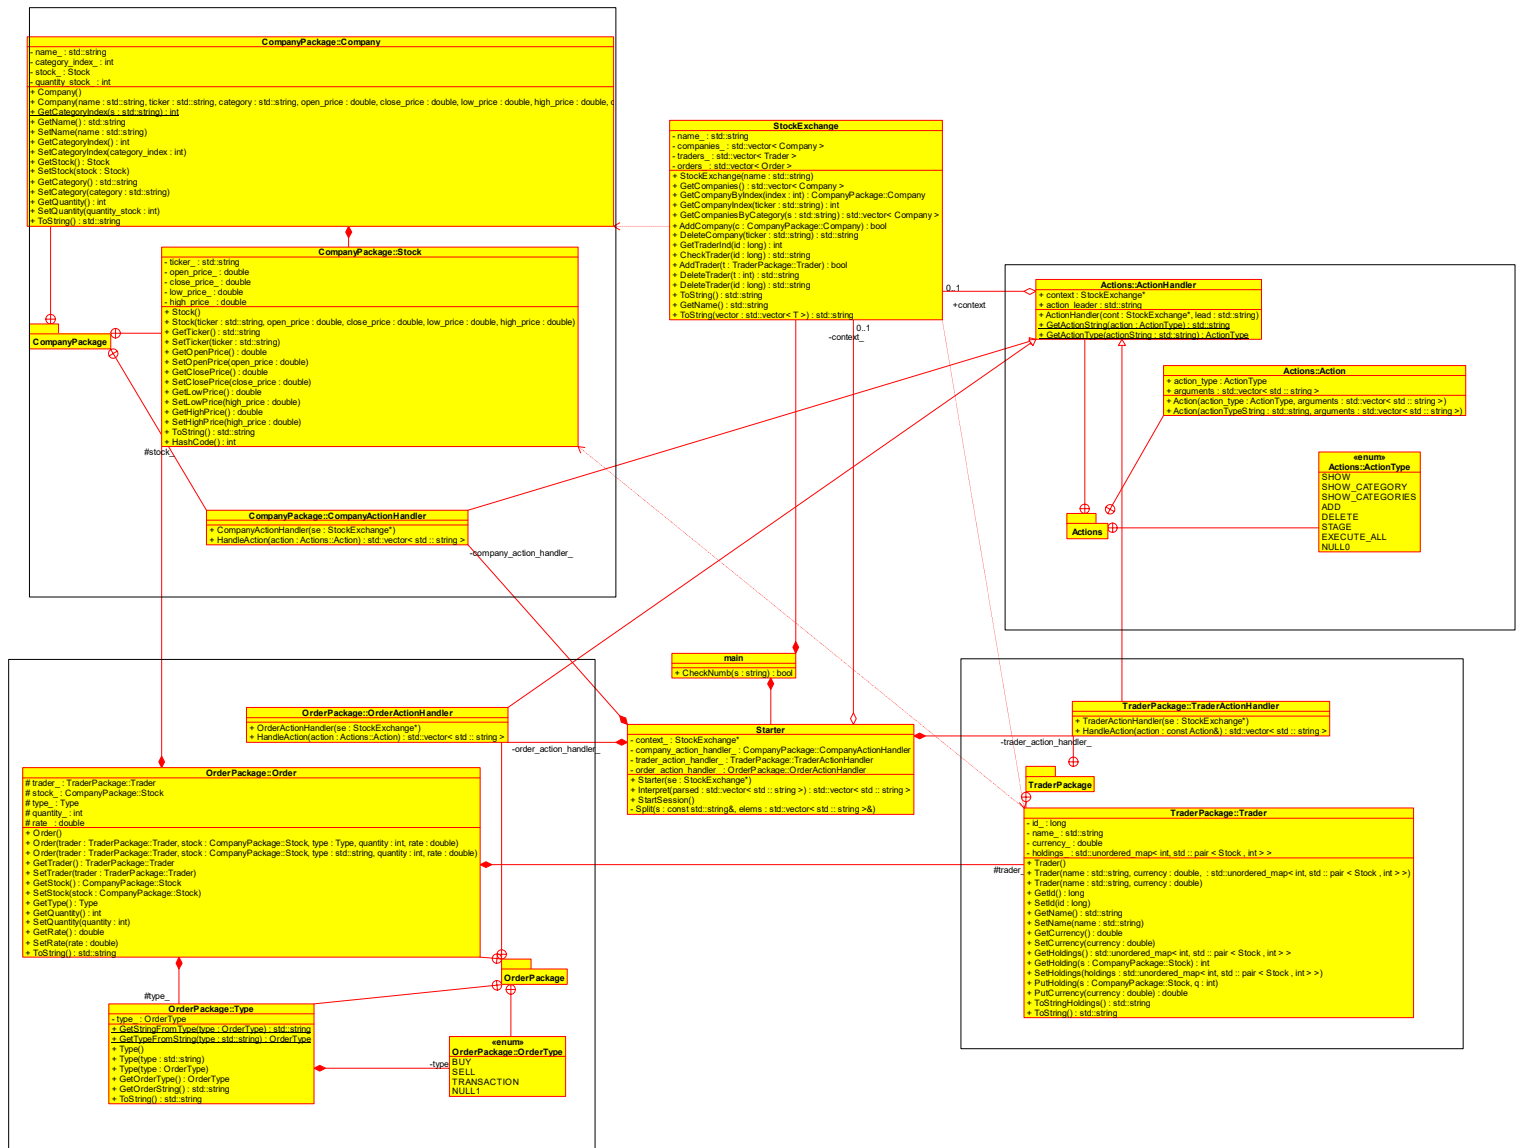 CompanyPackage::Company
- name_ : std::string
- category_index_ : int
- stock_ : Stock
- quantity_stock_ : int
+ Company()
+ Company(name : std::string, ticker : std::string, category : std::string, open_price : double, close_price : double, low_price : double, high_price : double, c
+ GetCategoryIndex(s : std::string) : int
+ GetName() : std::string
+ SetName(name : std::string)
+ GetCategoryIndex() : int
+ SetCategoryIndex(category_index : int)
+ GetStock() : Stock
+ SetStock(stock : Stock)
+ GetCategory() : std::string
+ SetCategory(category : std::string)
+ GetQuantity() : int
+ SetQuantity(quantity_stock : int)
+ ToString() : std::string
StockExchange
- name_ : std::string
- companies_ : std::vector< Company >
- traders_ : std::vector< Trader >
- orders_ : std::vector< Order >
+ StockExchange(name : std::string)
+ GetCompanies() : std::vector< Company >
+ GetCompanyByIndex(index : int) : CompanyPackage::Company
+ GetCompanyIndex(ticker : std::string) : int
+ GetCompaniesByCategory(s : std::string) : std::vector< Company >
+ AddCompany(c : CompanyPackage::Company) : bool
+ DeleteCompany(ticker : std::string) : std::string
+ GetTraderInd(id : long) : int
+ CheckTrader(id : long) : std::string
+ AddTrader(t : TraderPackage::Trader) : bool
+ DeleteTrader(t : int) : std::string
+ DeleteTrader(id : long) : std::string
+ ToString() : std::string
+ GetName() : std::string
+ ToString(vector : std::vector< T >) : std::string
CompanyPackage::Stock
- ticker_ : std::string
- open_price_ : double
- close_price_ : double
- low_price_ : double
- high_price_ : double
+ Stock()
+ Stock(ticker : std::string, open_price : double, close_price : double, low_price : double, high_price : double)
+ GetTicker() : std::string
+ SetTicker(ticker : std::string)
+ GetOpenPrice() : double
+ SetOpenPrice(open_price : double)
+ GetClosePrice() : double
+ SetClosePrice(close_price : double)
+ GetLowPrice() : double
+ SetLowPrice(high_price : double)
+ GetHighPrice() : double
+ SetHighPrice(high_price : double)
+ ToString() : std::string
+ HashCode() : int
CompanyPackage
0..1
+context
0..1
-context_
Actions::ActionHandler
+ context : StockExchange*
+ action_leader : std::string
+ ActionHandler(cont : StockExchange*, lead : std::string)
+ GetActionString(action : ActionType) : std::string
+ GetActionType(actionString : std::string) : ActionType
Actions::Action
+ action_type : ActionType
+ arguments : std::vector< std :: string >
+ Action(action_type : ActionType, arguments : std::vector< std :: string >)
+ Action(actionTypeString : std::string, arguments : std::vector< std :: string >)
«enum»
Actions::ActionType
SHOW
SHOW_CATEGORY
SHOW_CATEGORIES
ADD
DELETE
STAGE
EXECUTE_ALL
NULL0
Actions
#stock_
CompanyPackage::CompanyActionHandler
+ CompanyActionHandler(se : StockExchange*)
+ HandleAction(action : Actions::Action) : std::vector< std :: string >
-company_action_handler_
main
+ CheckNumb(s : string) : bool
OrderPackage::OrderActionHandler
+ OrderActionHandler(se : StockExchange*)
+ HandleAction(action : Actions::Action) : std::vector< std :: string >
-order_action_handler_
Starter
- context_ : StockExchange*
- company_action_handler_ : CompanyPackage::CompanyActionHandler
- trader_action_handler_ : TraderPackage::TraderActionHandler
- order_action_handler_ : OrderPackage::OrderActionHandler
+ Starter(se : StockExchange*)
+ Interpret(parsed : std::vector< std :: string >) : std::vector< std :: string >
+ StartSession()
- Split(s : const std::string&, elems : std::vector< std :: string >&)
TraderPackage::TraderActionHandler
+ TraderActionHandler(se : StockExchange*)
+ HandleAction(action : const Action&) : std::vector< std :: string >
-trader_action_handler_
TraderPackage
OrderPackage::Order
# trader_ : TraderPackage::Trader
# stock_ : CompanyPackage::Stock
# type_ : Type
# quantity_ : int
# rate_ : double
+ Order()
+ Order(trader : TraderPackage::Trader, stock : CompanyPackage::Stock, type : Type, quantity : int, rate : double)
+ Order(trader : TraderPackage::Trader, stock : CompanyPackage::Stock, type : std::string, quantity : int, rate : double)
+ GetTrader() : TraderPackage::Trader
+ SetTrader(trader : TraderPackage::Trader)
+ GetStock() : CompanyPackage::Stock
+ SetStock(stock : CompanyPackage::Stock)
+ GetType() : Type
+ GetQuantity() : int
+ SetQuantity(quantity : int)
+ GetRate() : double
+ SetRate(rate : double)
+ ToString() : std::string
#trader_
TraderPackage::Trader
- id_ : long
- name_ : std::string
- currency_ : double
- holdings_ : std::unordered_map< int, std :: pair < Stock , int > >
+ Trader()
+ Trader(name : std::string, currency : double, : std::unordered_map< int, std :: pair < Stock , int > >)
+ Trader(name : std::string, currency : double)
+ GetId() : long
+ SetId(id : long)
+ GetName() : std::string
+ SetName(name : std::string)
+ GetCurrency() : double
+ SetCurrency(currency : double)
+ GetHoldings() : std::unordered_map< int, std :: pair < Stock , int > >
+ GetHolding(s : CompanyPackage::Stock) : int
+ SetHoldings(holdings : std::unordered_map< int, std :: pair < Stock , int > >)
+ PutHolding(s : CompanyPackage::Stock, q : int)
+ PutCurrency(currency : double) : double
+ ToStringHoldings() : std::string
+ ToString() : std::string
OrderPackage
#type_
OrderPackage::Type
- type_ : OrderType
+ GetStringFromType(type : OrderType) : std::string
+ GetTypeFromString(type : std::string) : OrderType
+ Type()
+ Type(type : std::string)
+ Type(type : OrderType)
+ GetOrderType() : OrderType
+ GetOrderString() : std::string
+ ToString() : std::string
-type
«enum»
OrderPackage::OrderType
BUY
SELL
TRANSACTION
NULL1